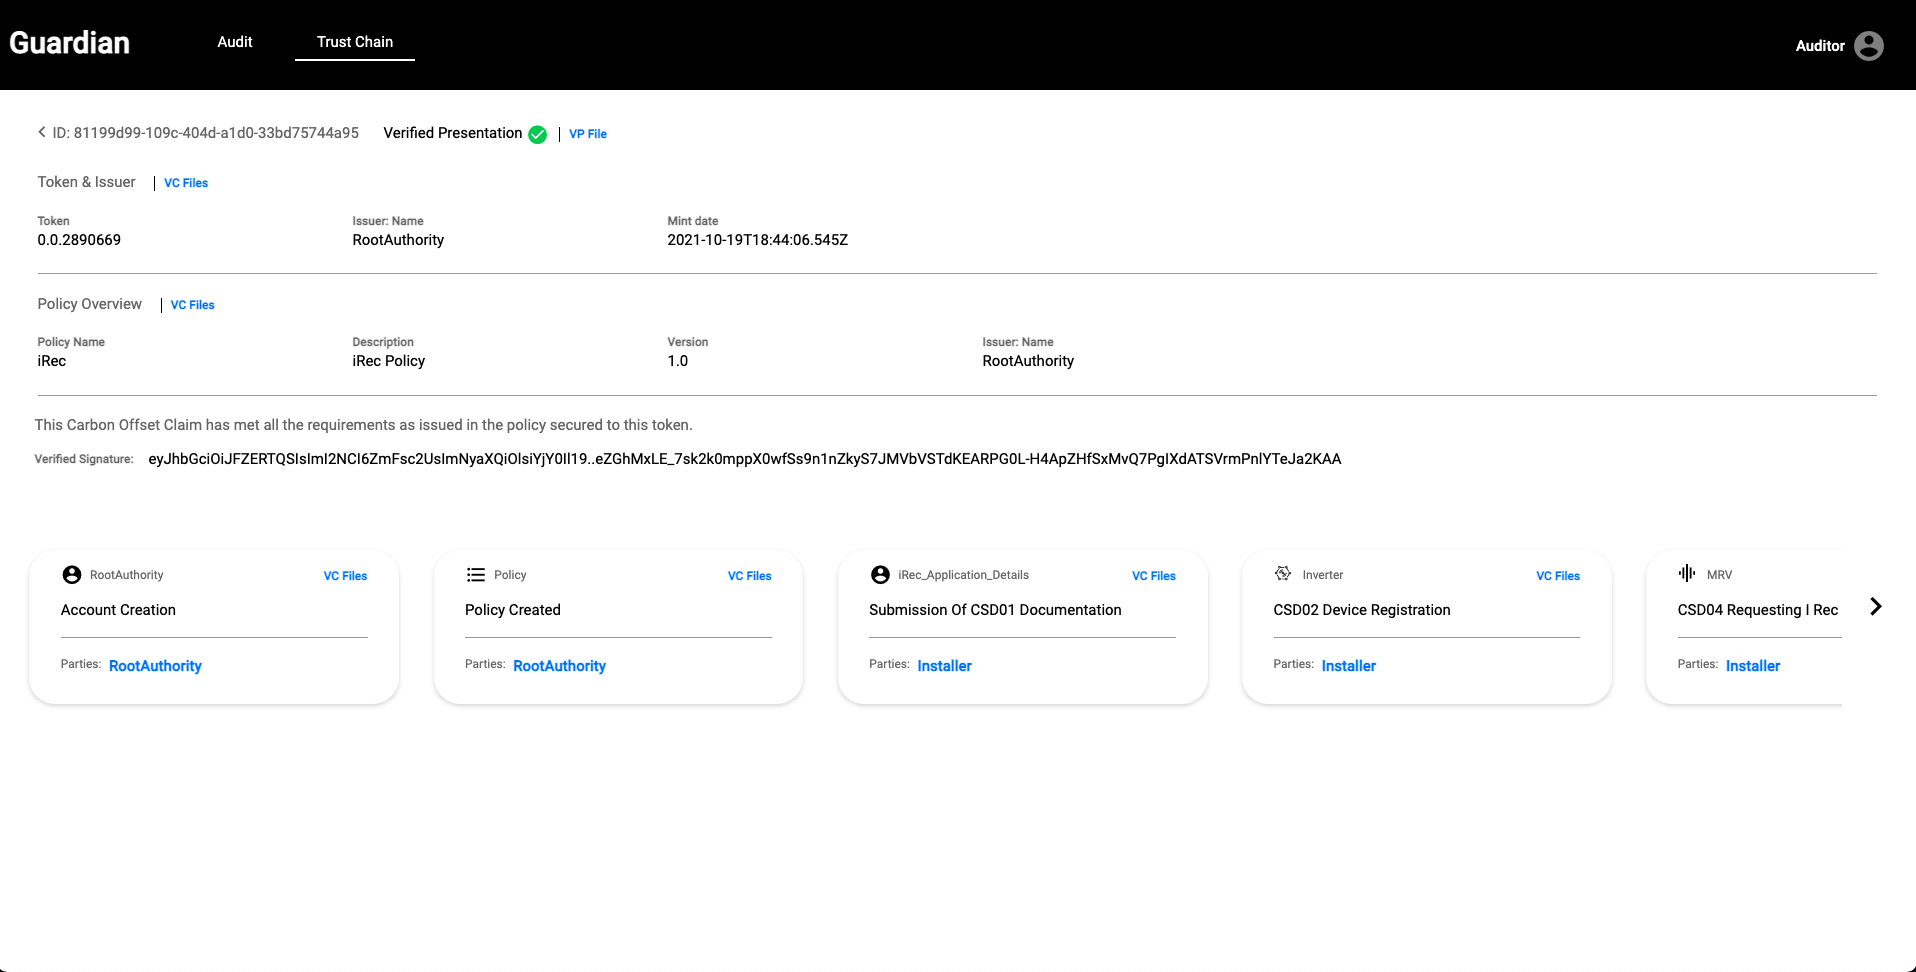 Guardian
Audit
Trust Chain
Auditor
ID: 81199d99-109c-404d-a1d0-33bd75744a95 Verified Presentation VP File
Token & Issuer VC Files
Token Issuer: Name Mint date
0.0.2890669 RootAuthority 2021-10-19T18:44:06.545Z
Policy Overview VC Files
Policy Name Description Version Issuer: Name
iRec iRec Policy 1.0 RootAuthority
This Carbon Offset Claim has met all the requirements as issued in the policy secured to this token.
Verified Signature: eyJhbGciOiJFZERTQSIsImI2NCI6ZmFsc2UsImNyaXQiOlsiYjY0Il19..eZGhMxLE_7sk2k0mppX0wfSs9n1nZkyS7JMVbVSTdKEARPG0L-H4ApZHfSxMvQ7PgIXdATSVrmPnlYTeJa2KAA
RootAuthority VC Files
Account Creation
Parties: RootAuthority
Policy VC Files
Policy Created
Parties: RootAuthority
iRec_Application_Details VC Files
Submission Of CSD01 Documentation
Parties: Installer
Inverter VC Files
CSD02 Device Registration
Parties: Installer
MRV
CSD04 Requesting I Rec
Parties: Installer